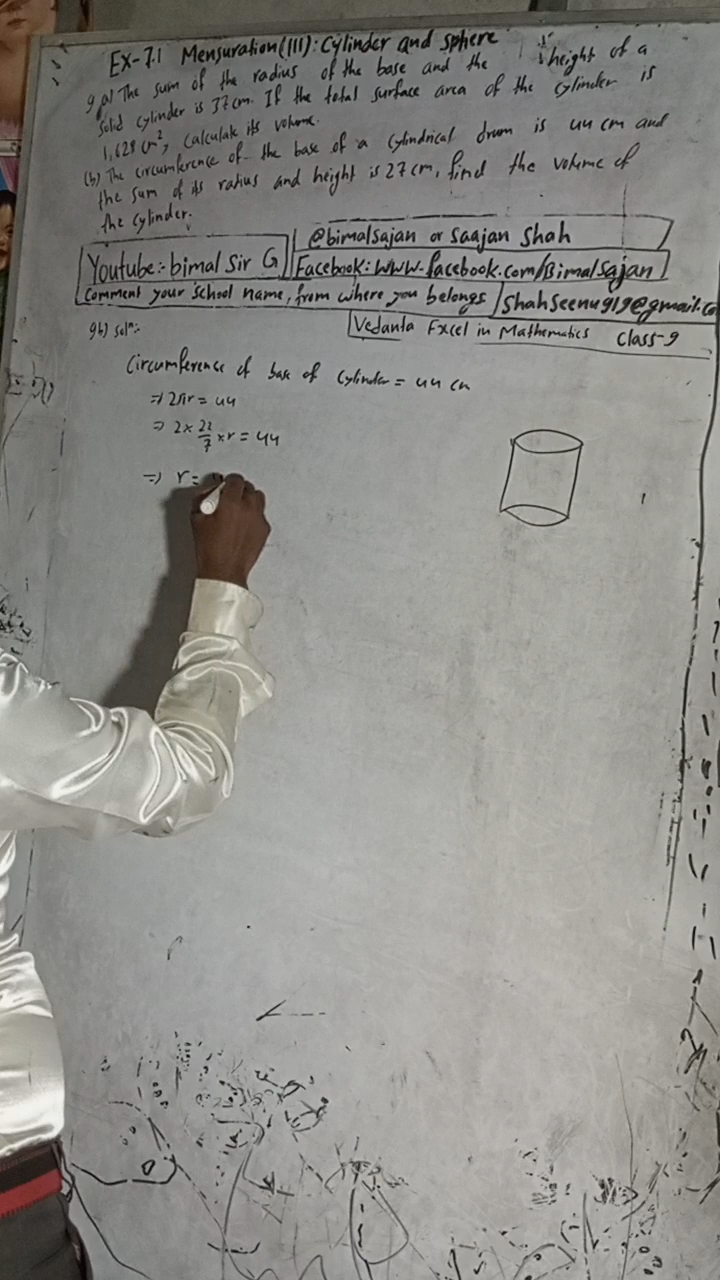 Ex-7.1 Mensuration(III): Cylinder and sphere
9.a) The sum of the radius of the base and the height of a
solid cylinder is 37cm. If the total surface area of the cylinder is
1,628 cm², calculate its volume.
(b) The circumference of the base of a cylindrical drum is 44 cm and
the sum of its radius and height is 27cm, find the volume of
the cylinder.
@bimalsajan or Saajan Shah
Youtube:- bimal Sir G
Facebook: www.facebook.com/Bimalsajan
Comment your School name, from where you belongs
Shahseenu919@gmail.co
Vedanta Excel in Mathematics Class-9
9b) Solⁿ:-
Circumference of base of Cylinder = 44 cm
⇒ 2πr = 44
⇒ 2 × 22/7 × r = 44
⇒ r =